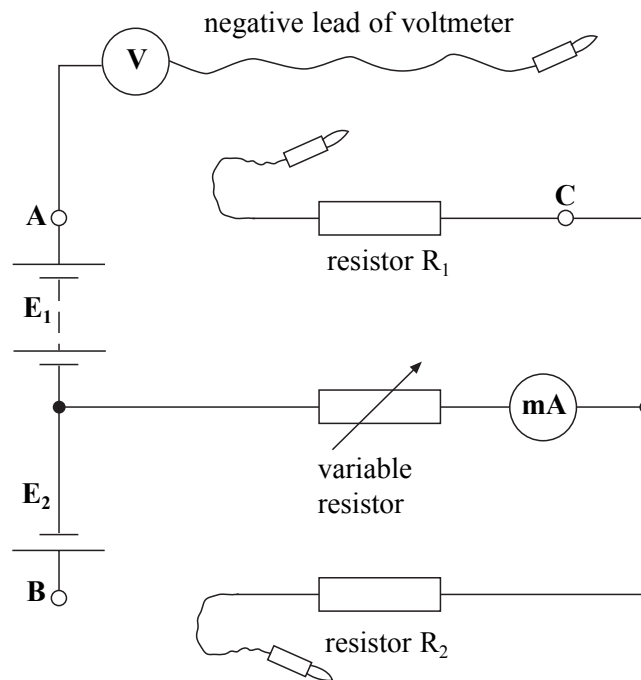 negative lead of voltmeter
V
A
C
resistor R₁
E₁
mA
variable
resistor
E₂
B
resistor R₂